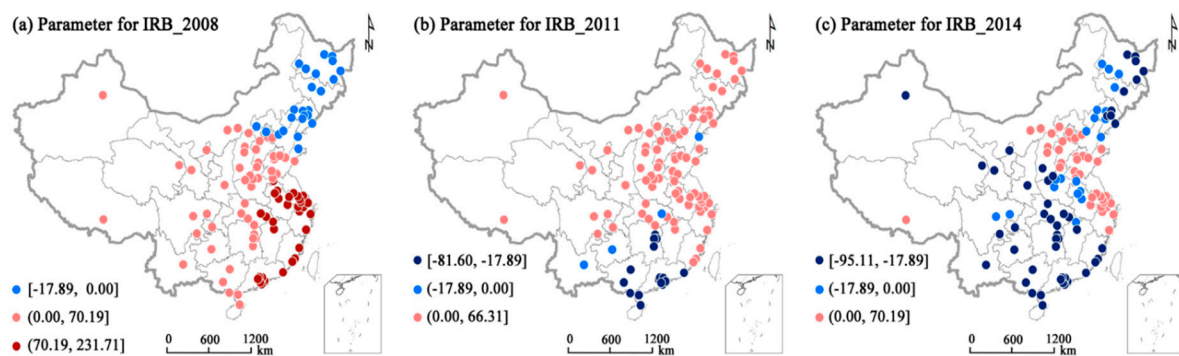 (a) Parameter for IRB_2008
N
[-17.89, 0.00]
(0.00, 70.19]
(70.19, 231.71]
0 600 1200
km
(b) Parameter for IRB_2011
N
[-81.60, -17.89]
(-17.89, 0.00]
(0.00, 66.31]
0 600 1200
km
(c) Parameter for IRB_2014
N
[-95.11, -17.89]
(-17.89, 0.00]
(0.00, 70.19]
0 600 1200
km